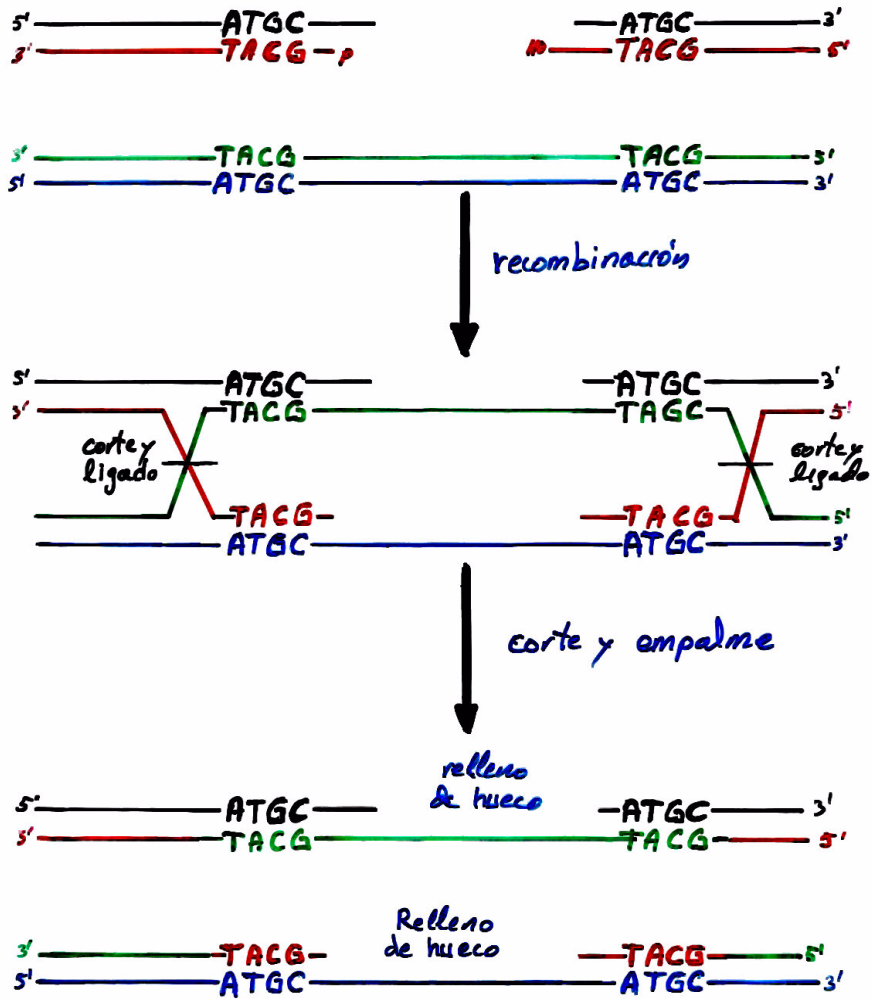 5' ATGC ATGC 3'
3' TACG p HO TACG 5'
3' TACG TACG 5'
5' ATGC ATGC 3'
recombinación
5' ATGC ATGC 3'
3' TACG TAGC 5'
corte y
ligado
corte y
ligado
TACG TACG 5'
ATGC ATGC 3'
corte y empalme
relleno
de hueco
5' ATGC ATGC 3'
3' TACG TACG 5'
Relleno
de hueco
3' TACG TACG 5'
5' ATGC ATGC 3'